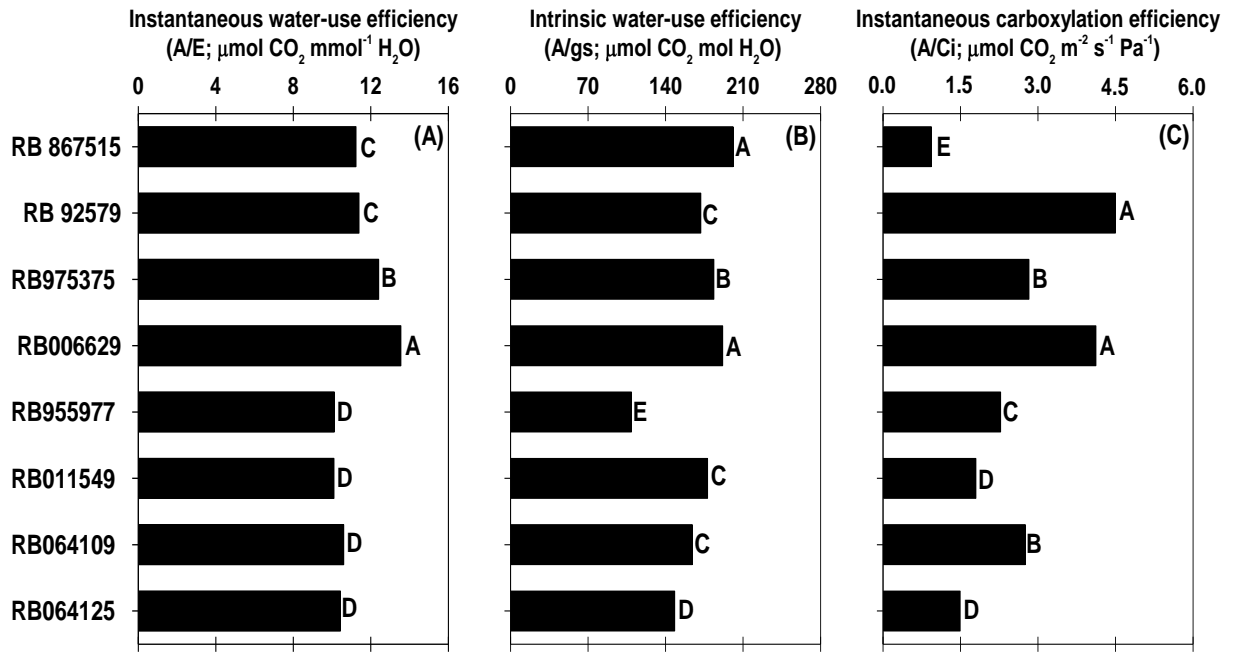 Instantaneous water-use efficiency
(A/E; μmol CO₂ mmol⁻¹ H₂O)
0 4 8 12 16
Intrinsic water-use efficiency
(A/gs; μmol CO₂ mol H₂O)
0 70 140 210 280
Instantaneous carboxylation efficiency
(A/Ci; μmol CO₂ m⁻² s⁻¹ Pa⁻¹)
0.0 1.5 3.0 4.5 6.0
(A) (B) (C)
RB 867515 C A E
RB 92579 C C A
RB975375 B B B
RB006629 A A A
RB955977 D E C
RB011549 D C D
RB064109 D C B
RB064125 D D D